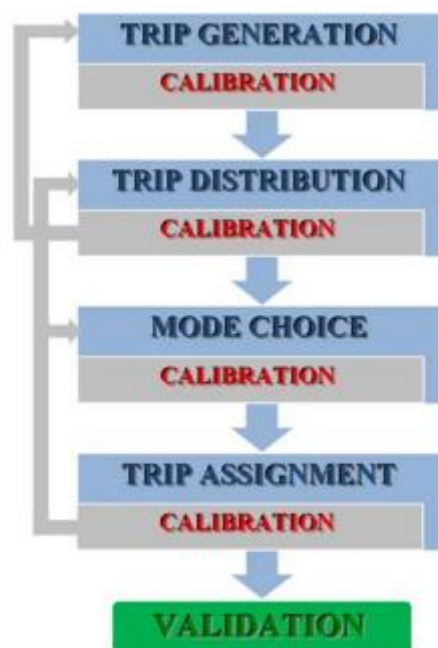 TRIP GENERATION
CALIBRATION
TRIP DISTRIBUTION
CALIBRATION
MODE CHOICE
CALIBRATION
TRIP ASSIGNMENT
CALIBRATION
VALIDATION